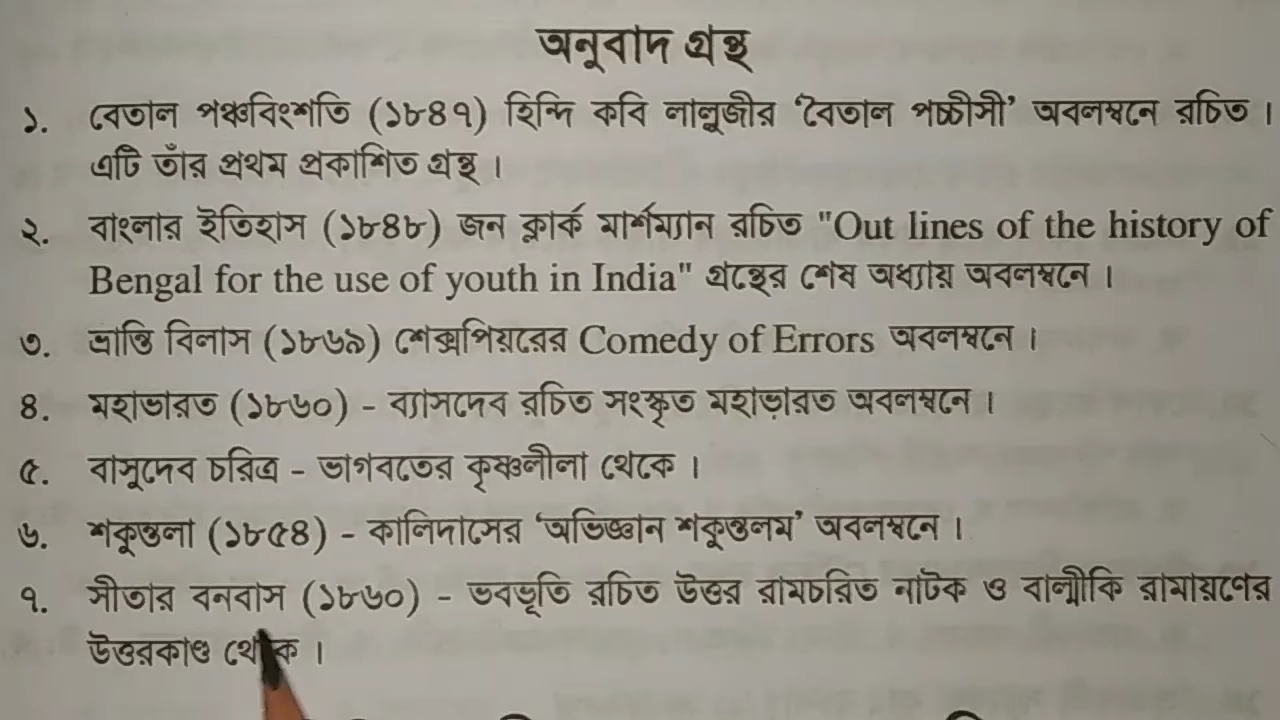 অনুবাদ গ্রন্থ
১. বেতাল পঞ্চবিংশতি (১৮৪৭) হিন্দি কবি লাল্লুজীর ‘বৈতাল পচ্চীসী’ অবলম্বনে রচিত।
এটি তাঁর প্রথম প্রকাশিত গ্রন্থ।
২. বাংলার ইতিহাস (১৮৪৮) জন ক্লার্ক মার্শম্যান রচিত "Out lines of the history of
Bengal for the use of youth in India" গ্রন্থের শেষ অধ্যায় অবলম্বনে।
৩. ভ্রান্তি বিলাস (১৮৬৯) শেক্সপিয়রের Comedy of Errors অবলম্বনে।
৪. মহাভারত (১৮৬০) - ব্যাসদেব রচিত সংস্কৃত মহাভারত অবলম্বনে।
৫. বাসুদেব চরিত্র - ভাগবতের কৃষ্ণলীলা থেকে।
৬. শকুন্তলা (১৮৫৪) - কালিদাসের ‘অভিজ্ঞান শকুন্তলম’ অবলম্বনে।
৭. সীতার বনবাস (১৮৬০) - ভবভূতি রচিত উত্তর রামচরিত নাটক ও বাল্মীকি রামায়ণের
উত্তরকাণ্ড থেকে।